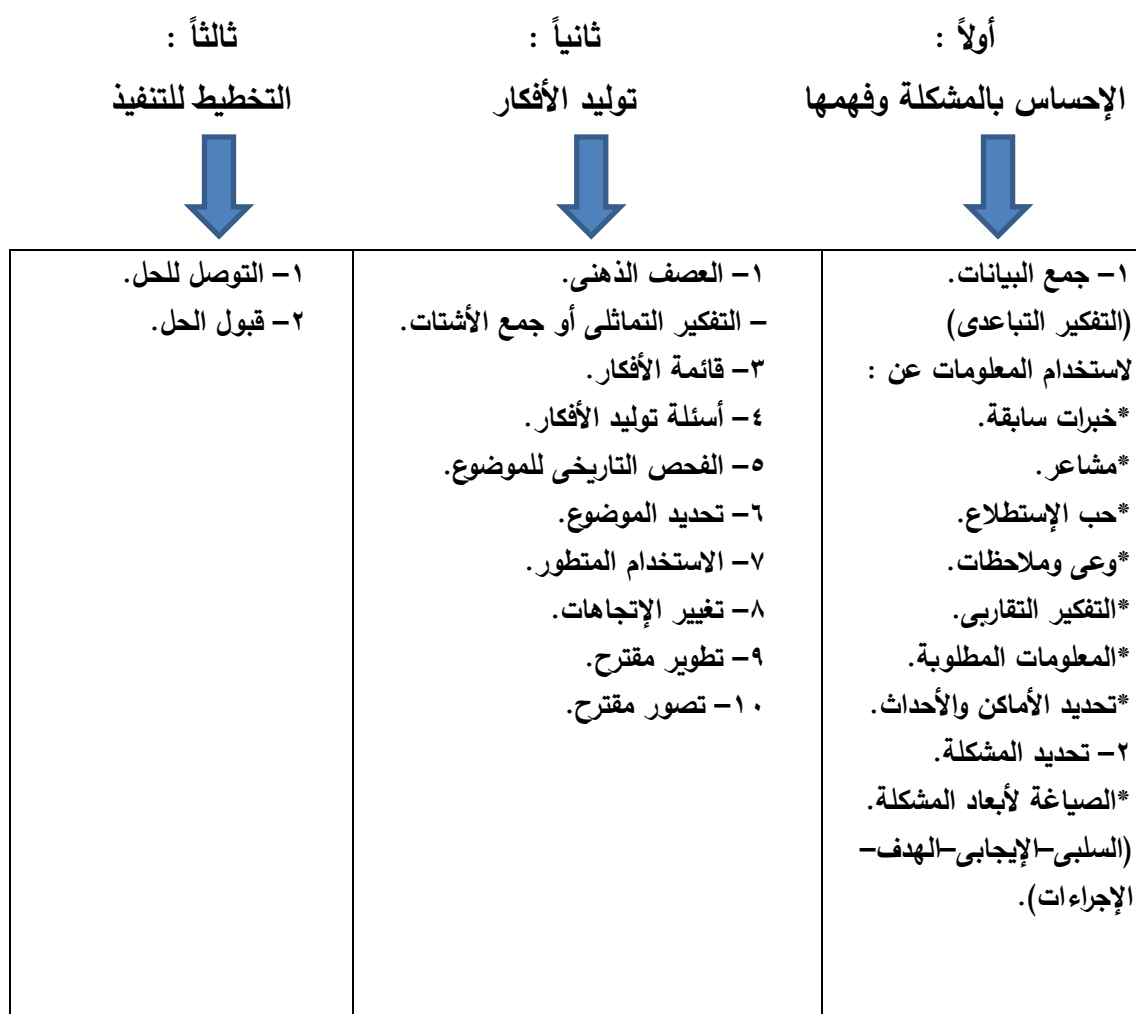 أولاً :
الإحساس بالمشكلة وفهمها
ثانياً :
توليد الأفكار
ثالثاً :
التخطيط للتنفيذ
١– جمع البيانات.
(التفكير التباعدى)
لاستخدام المعلومات عن :
*خبرات سابقة.
*مشاعر.
*حب الإستطلاع.
*وعى وملاحظات.
*التفكير التقاربى.
*المعلومات المطلوبة.
*تحديد الأماكن والأحداث.
٢– تحديد المشكلة.
*الصياغة لأبعاد المشكلة.
(السلبى–الإيجابى–الهدف–
الإجراءات).
١– العصف الذهنى.
– التفكير التماثلى أو جمع الأشتات.
٣– قائمة الأفكار.
٤– أسئلة توليد الأفكار.
٥– الفحص التاريخى للموضوع.
٦– تحديد الموضوع.
٧– الاستخدام المتطور.
٨– تغيير الإتجاهات.
٩– تطوير مقترح.
١٠– تصور مقترح.
١– التوصل للحل.
٢– قبول الحل.